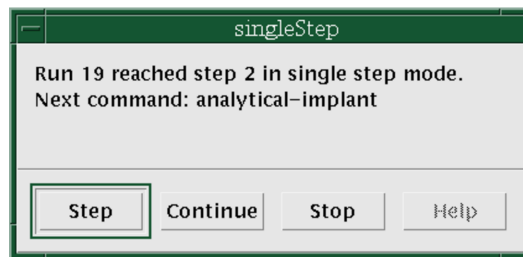 singleStep
Run 19 reached step 2 in single step mode.
Next command: analytical-implant
Step Continue Stop Help